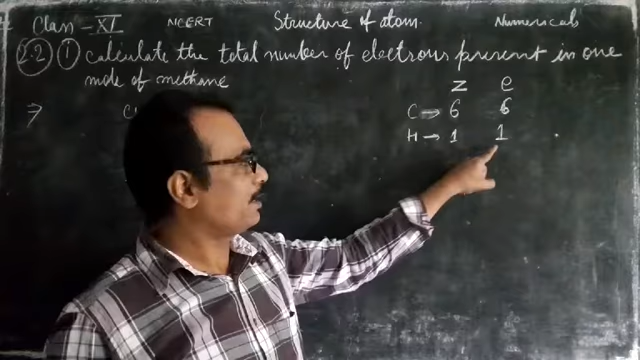 Class - XI NCERT Structure of atom. Numericals
2.2 1 calculate the total number of electrons present in one
mole of methane
Z e
⇒ C → 6 6
H → 1 1